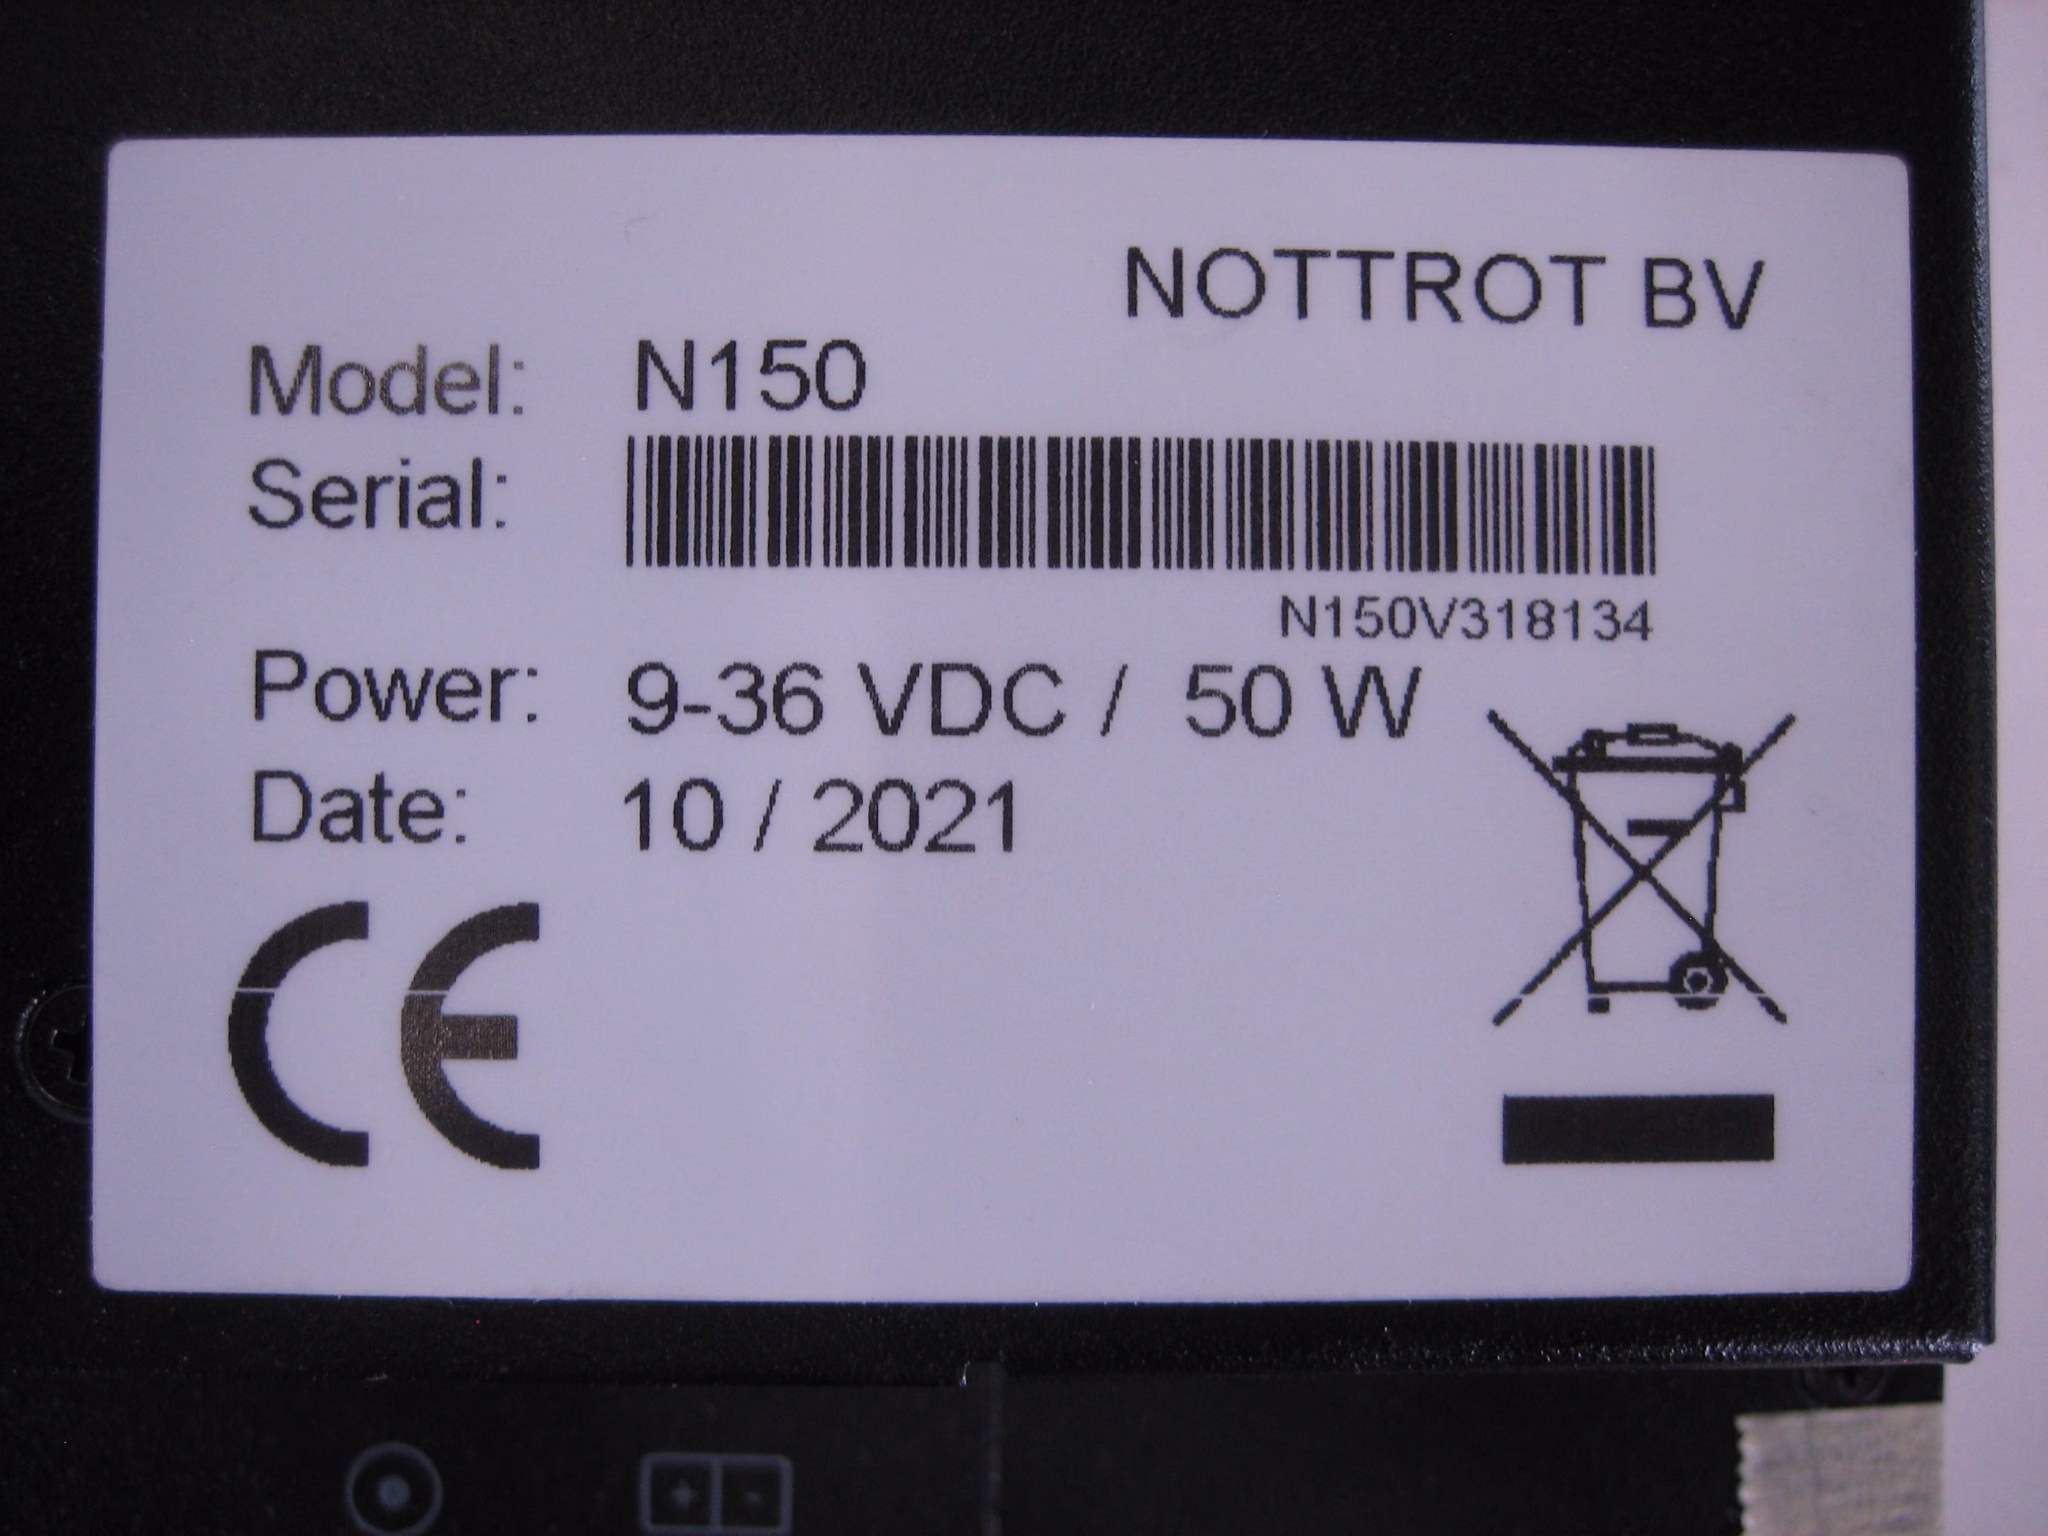 NOTTROT BV
Model: N150
Serial:
N150V318134
Power: 9-36 VDC / 50 W
Date: 10 / 2021
CE
+ -